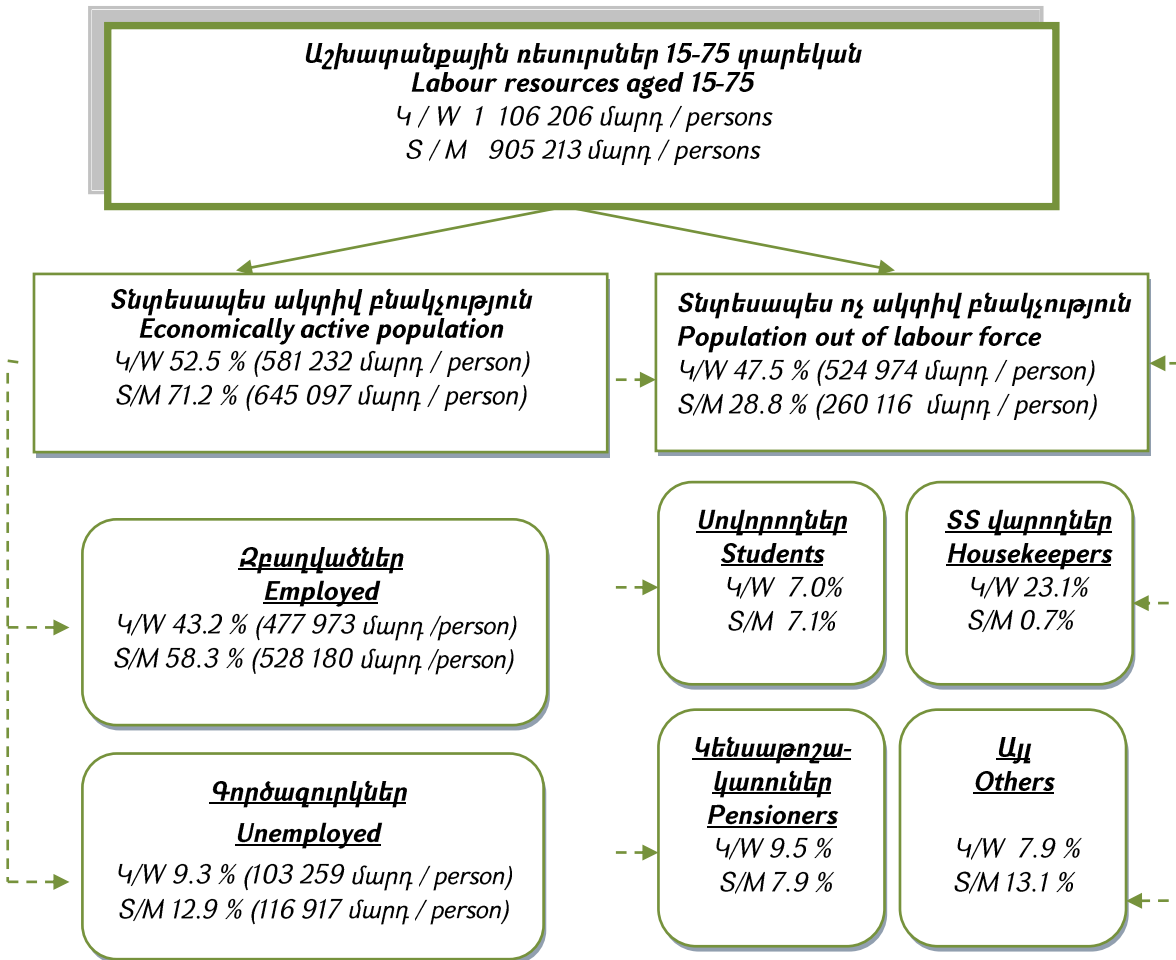 Աշխատանքային ռեսուրսներ 15-75 տարեկան
Labour resources aged 15-75
Կ / W 1 106 206 մարդ / persons
Տ / M 905 213 մարդ / persons
Տնտեսապես ակտիվ բնակչություն
Economically active population
Կ/W 52.5 % (581 232 մարդ / person)
Տ/M 71.2 % (645 097 մարդ / person)
Տնտեսապես ոչ ակտիվ բնակչություն
Population out of labour force
Կ/W 47.5 % (524 974 մարդ / person)
Տ/M 28.8 % (260 116 մարդ / person)
Զբաղվածներ
Employed
Կ/W 43.2 % (477 973 մարդ /person)
Տ/M 58.3 % (528 180 մարդ /person)
Գործազուրկներ
Unemployed
Կ/W 9.3 % (103 259 մարդ / person)
Տ/M 12.9 % (116 917 մարդ / person)
Սովորողներ
Students
Կ/W 7.0%
Տ/M 7.1%
ՏՏ վարողներ
Housekeepers
Կ/W 23.1%
Տ/M 0.7%
Կենսաթոշա-
կառուներ
Pensioners
Կ/W 9.5 %
Տ/M 7.9 %
Այլ
Others
Կ/W 7.9 %
Տ/M 13.1 %